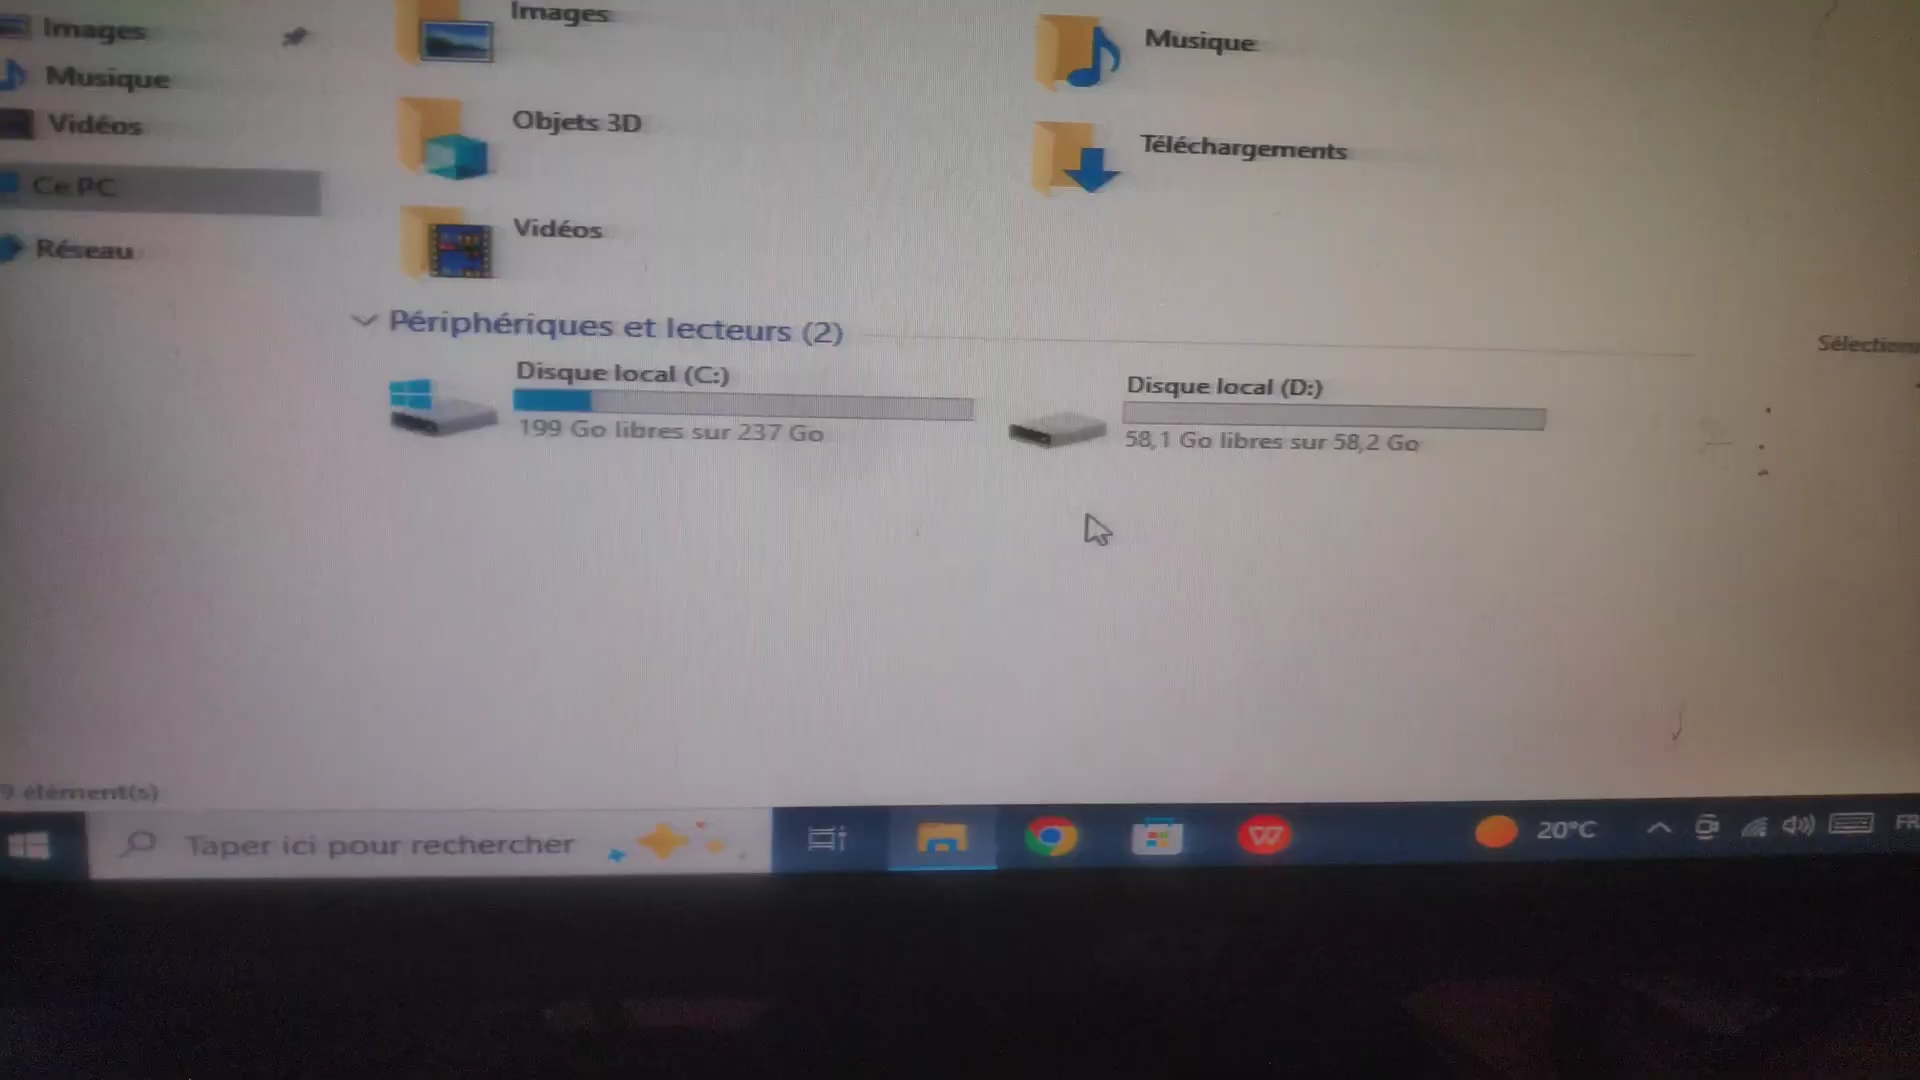 Images
Musique
Vidéos
Ce PC
Réseau
Images
Musique
Objets 3D
Téléchargements
Vidéos
Périphériques et lecteurs (2)
Disque local (C:)
199 Go libres sur 237 Go
Disque local (D:)
58,1 Go libres sur 58,2 Go
9 élément(s)
Taper ici pour rechercher
20°C
FR